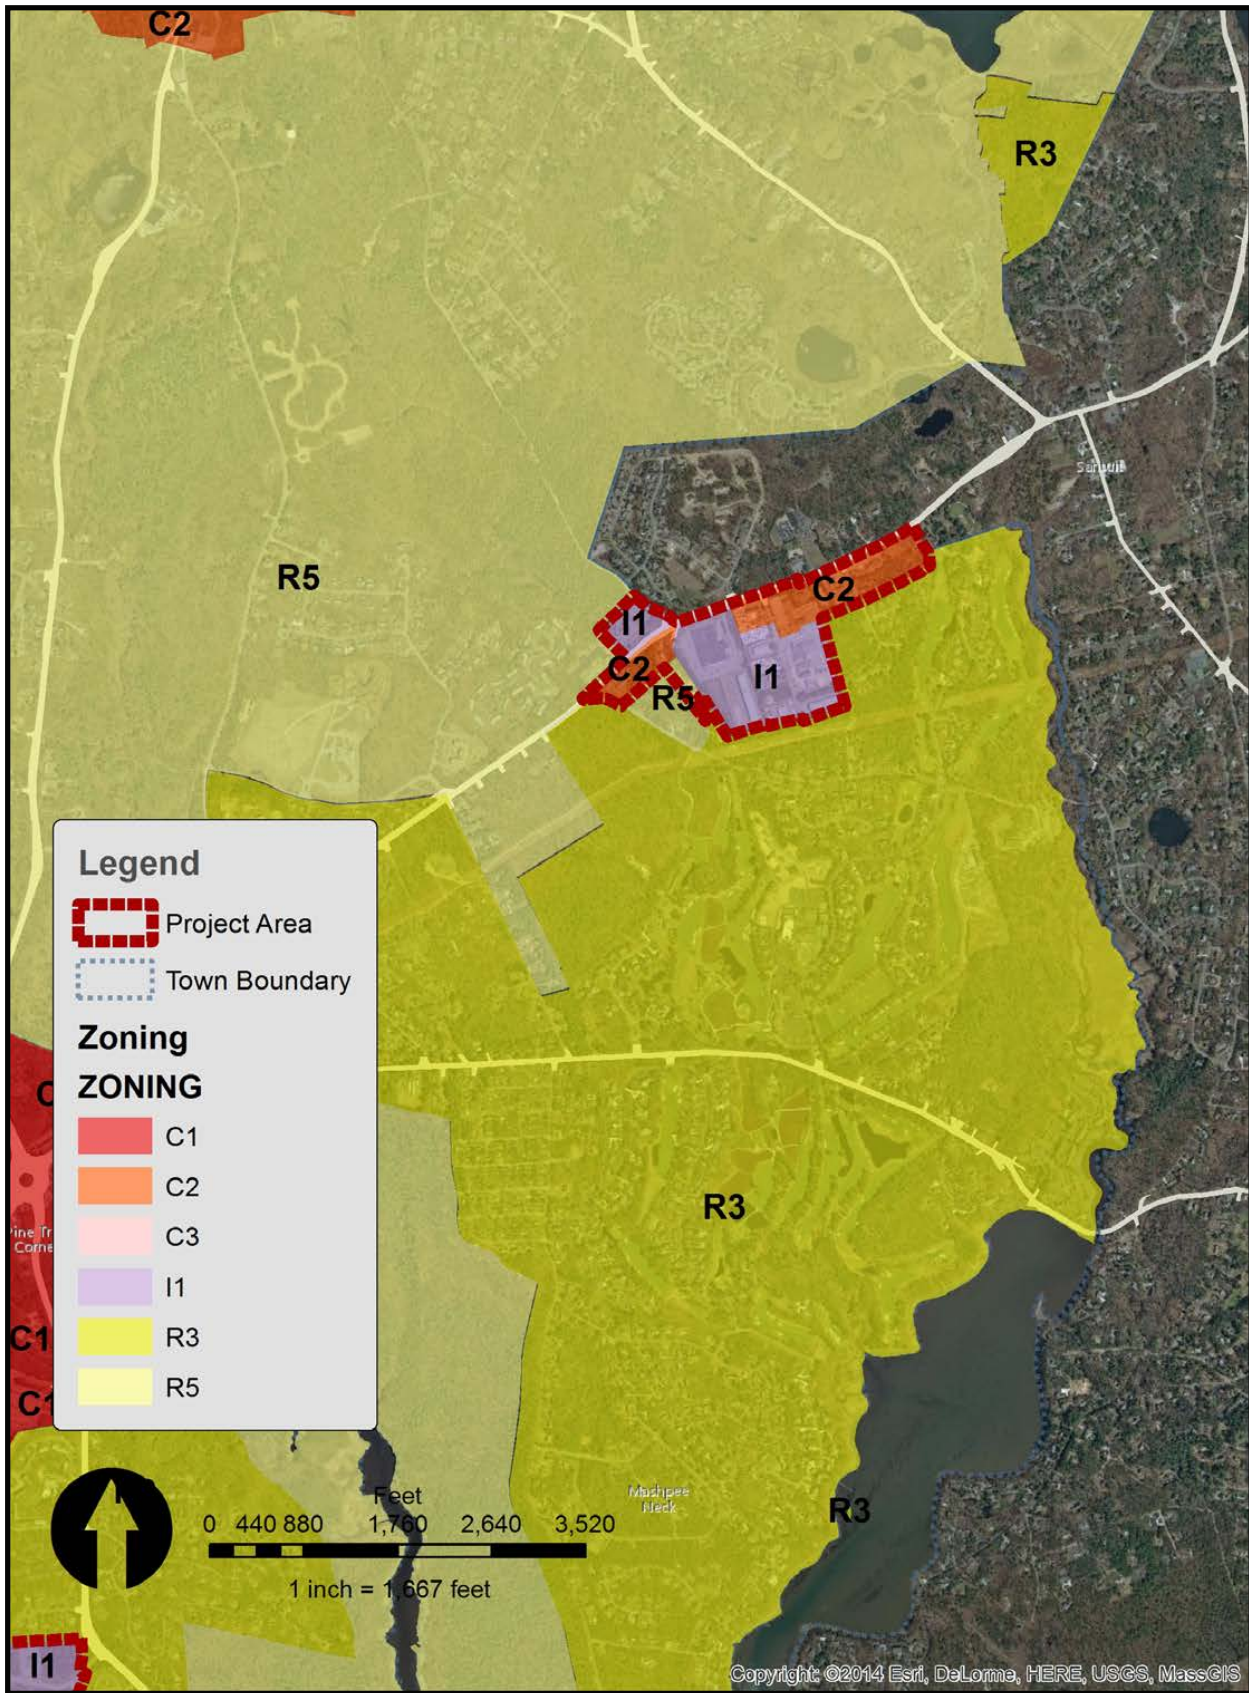 C2
R3
Santuit
R5
C2
I1
C2
I1
R5
Legend
Project Area
Town Boundary
Zoning
ZONING
C1
C2
C3
I1
R3
R5
C1
C1
R3
Mashpee
Neck
R3
Feet
0 440 880 1,760 2,640 3,520
1 inch = 1,667 feet
I1
Copyright: ©2014 Esri, DeLorme, HERE, USGS, MassGIS